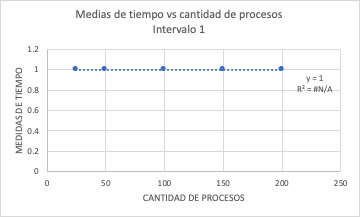 Medias de tiempo vs cantidad de procesos
Intervalo 1
1.2
1
0.8
0.6
0.4
0.2
0
MEDIDAS DE TIEMPO
y = 1
R² = #N/A
0 50 100 150 200 250
CANTIDAD DE PROCESOS